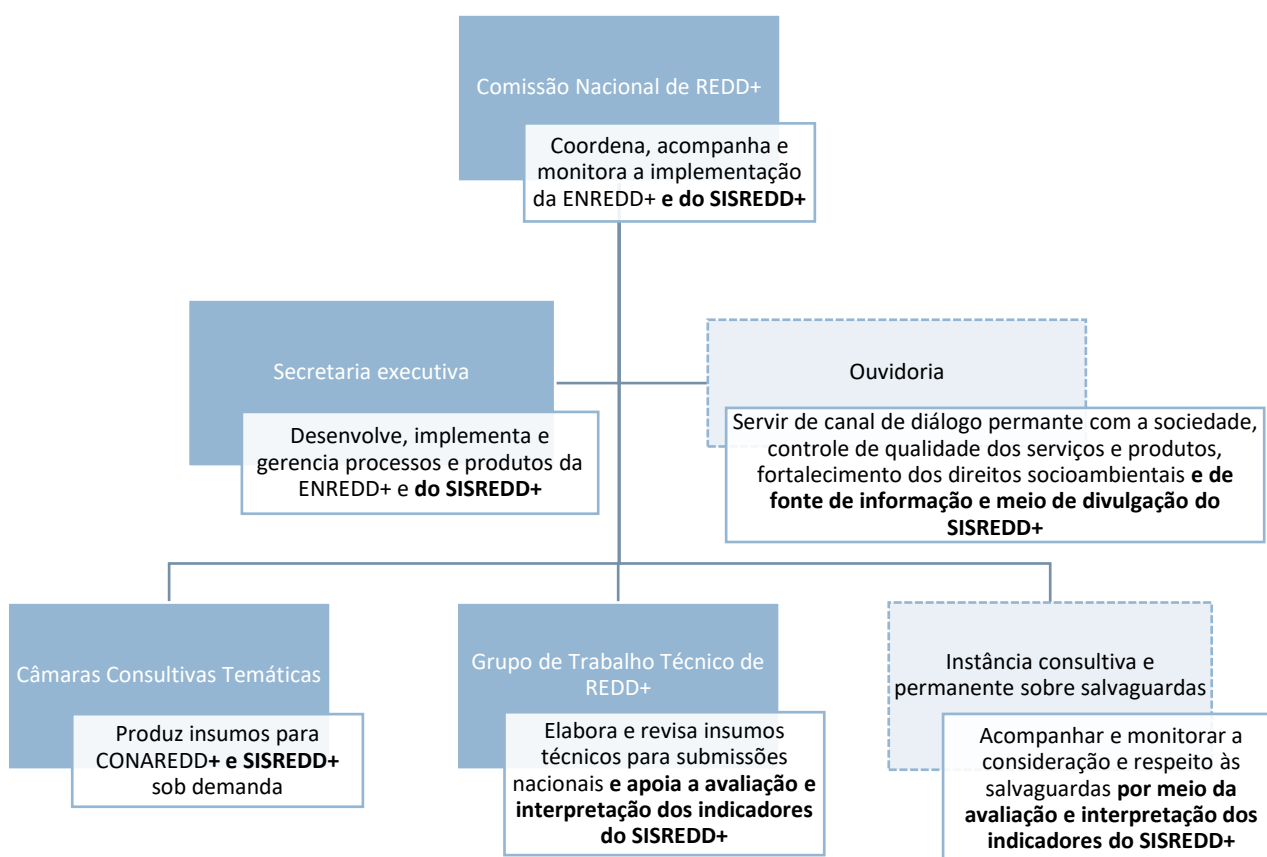 Comissão Nacional de REDD+
Coordena, acompanha e
monitora a implementação
da ENREDD+ e do SISREDD+
Secretaria executiva
Desenvolve, implementa e
gerencia processos e produtos da
ENREDD+ e do SISREDD+
Ouvidoria
Servir de canal de diálogo permante com a sociedade,
controle de qualidade dos serviços e produtos,
fortalecimento dos direitos socioambientais e de
fonte de informação e meio de divulgação do
SISREDD+
Câmaras Consultivas Temáticas
Produz insumos para
CONAREDD+ e SISREDD+
sob demanda
Grupo de Trabalho Técnico de
REDD+
Elabora e revisa insumos
técnicos para submissões
nacionais e apoia a avaliação e
interpretação dos indicadores
do SISREDD+
Instância consultiva e
permanente sobre salvaguardas
Acompanhar e monitorar a
consideração e respeito às
salvaguardas por meio da
avaliação e interpretação dos
indicadores do SISREDD+